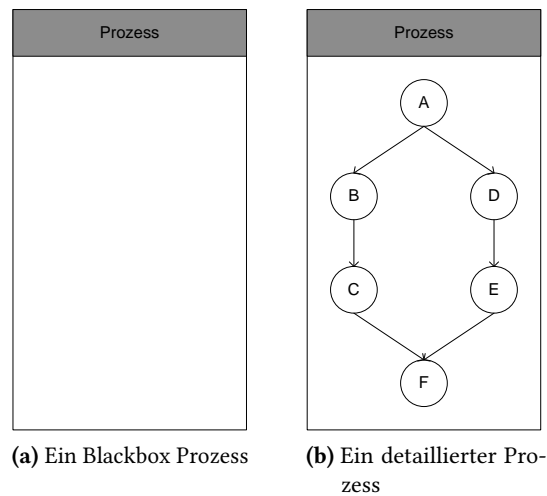 Prozess
(a) Ein Blackbox Prozess
Prozess
A
B
D
C
E
F
(b) Ein detaillierter Pro-
zess